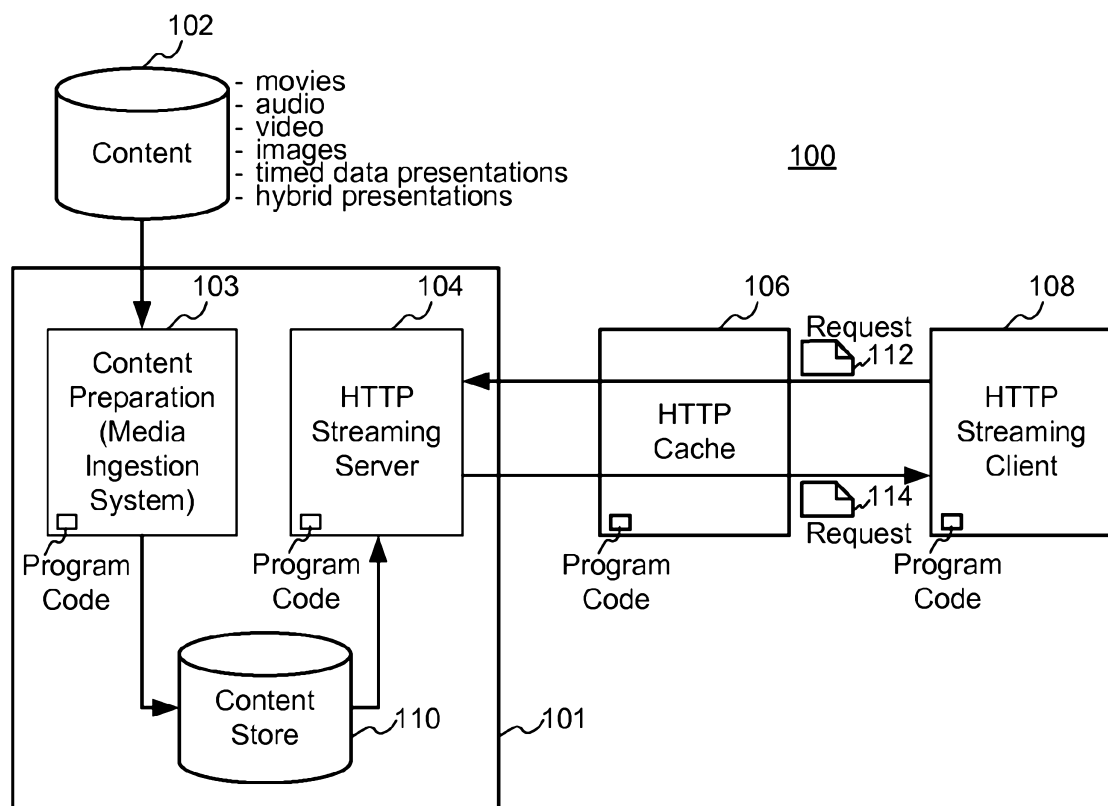 102
- movies
- audio
- video
- images
- timed data presentations
- hybrid presentations
Content
100
103
104
106
108
Content
Preparation
(Media
Ingestion
System)
HTTP
Streaming
Server
HTTP
Cache
Request
112
114
Request
HTTP
Streaming
Client
Program
Code
Program
Code
Program
Code
Program
Code
Content
Store
110
101